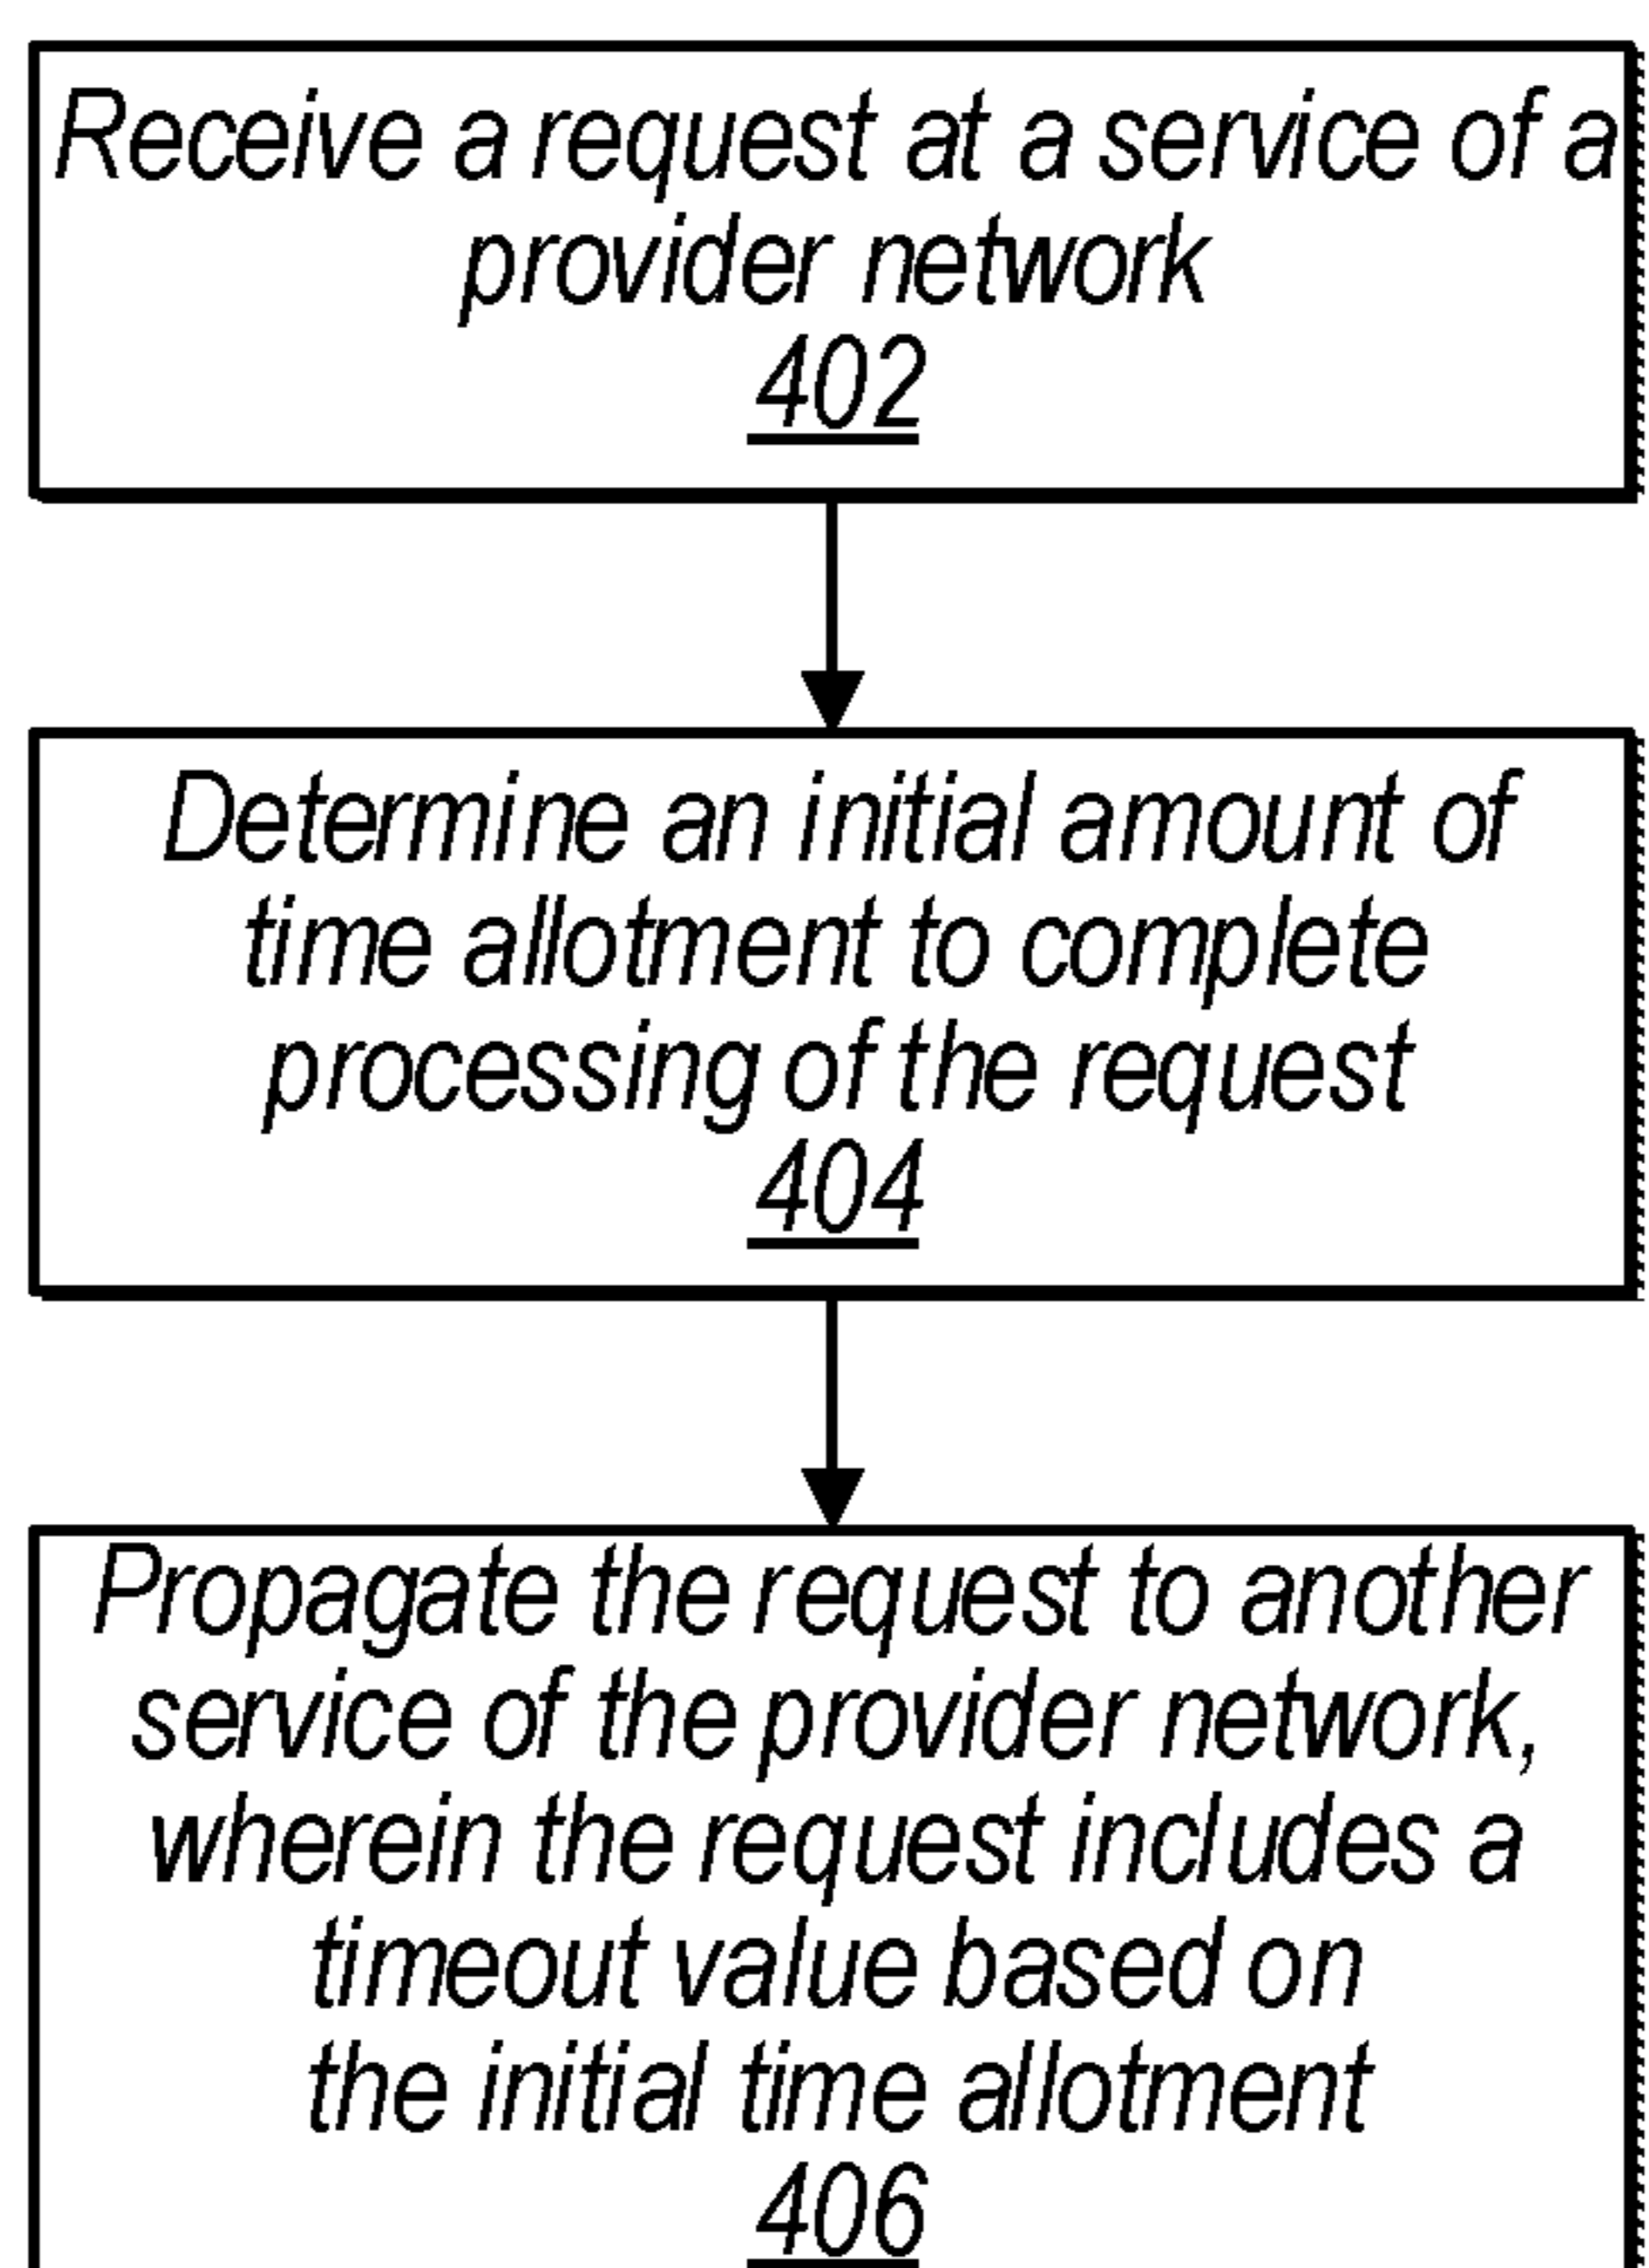 Receive a request at a service of a
provider network
402
Determine an initial amount of
time allotment to complete
processing of the request
404
Propagate the request to another
service of the provider network,
wherein the request includes a
timeout value based on
the initial time allotment
406